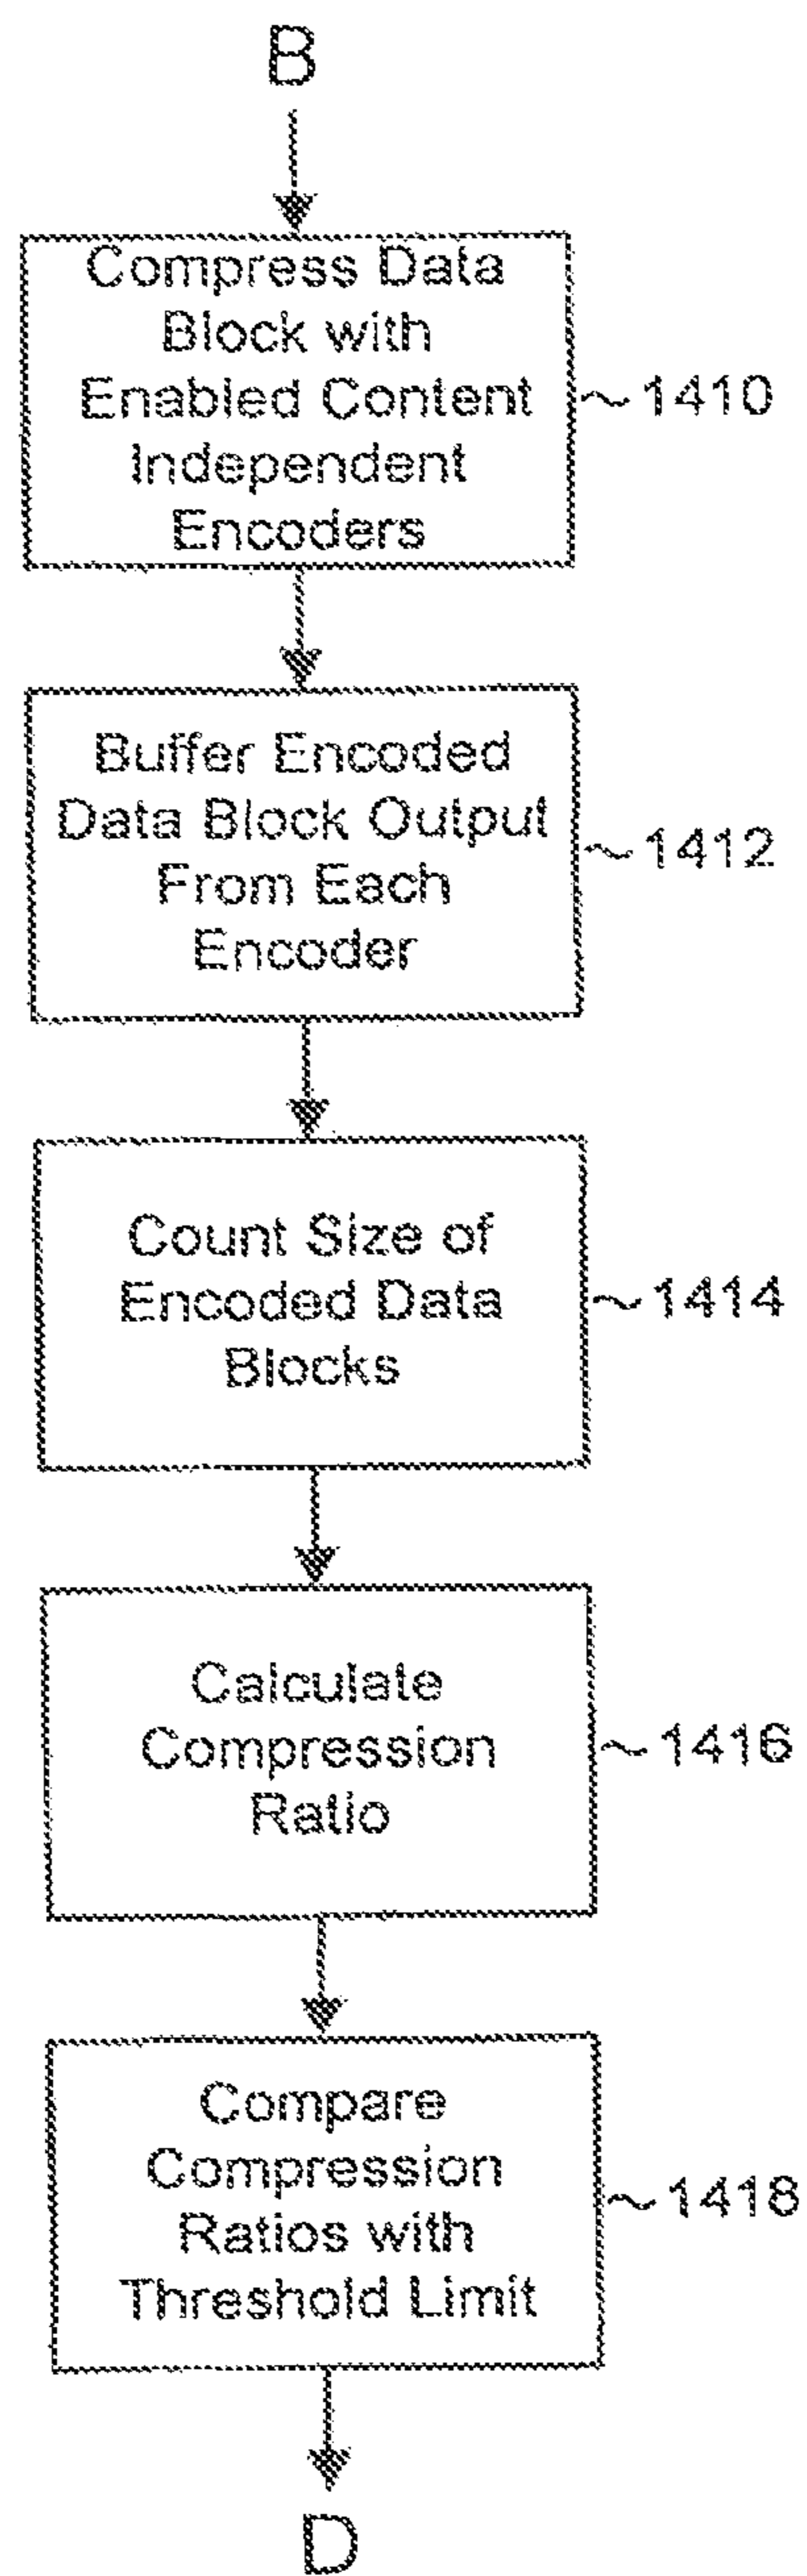 B
Compress Data
Block with
Enabled Content
Independent
Encoders
~1410
Buffer Encoded
Data Block Output
From Each
Encoder
~1412
Count Size of
Encoded Data
Blocks
~1414
Calculate
Compression
Ratio
~1416
Compare
Compression
Ratios with
Threshold Limit
~1418
D